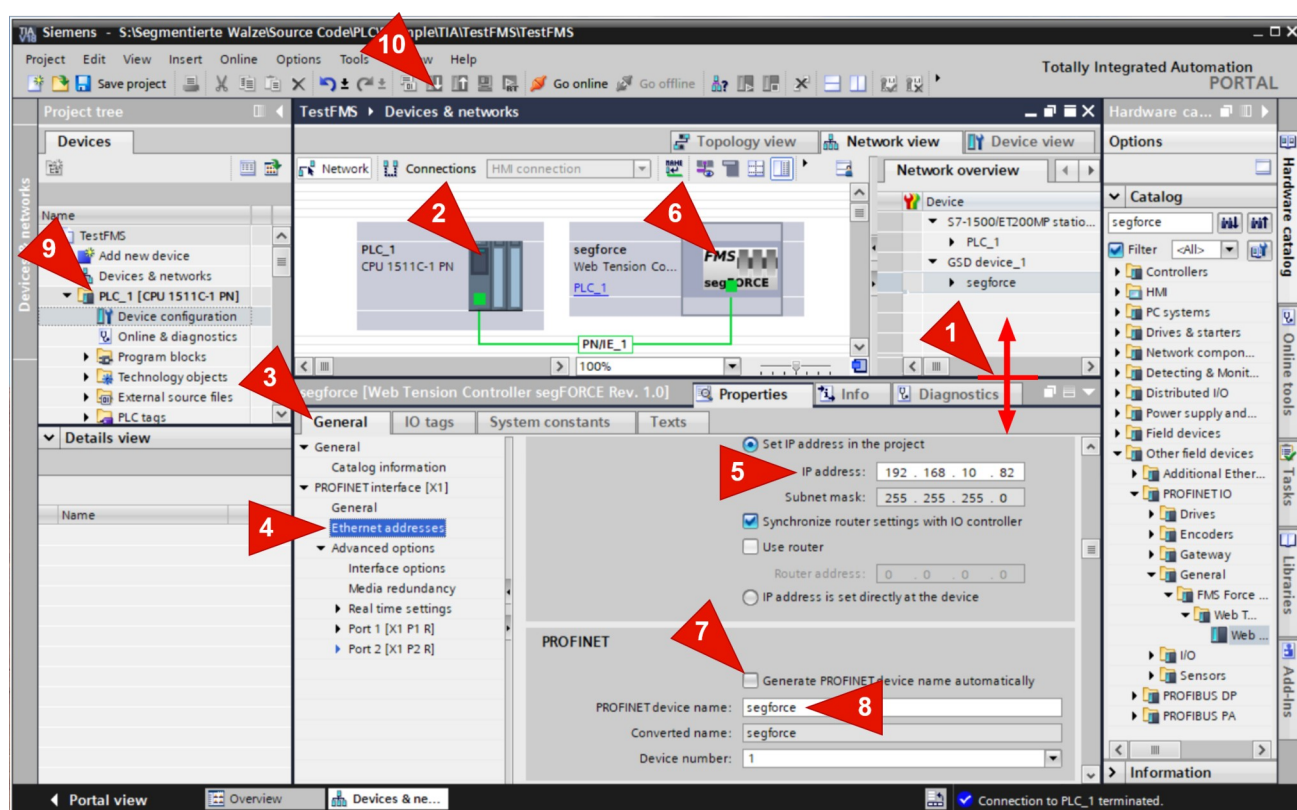 Siemens - S:\Segmentierte Walze\Source Code\PLC\ mple\TIA\TestFMS\TestFMS
10
Project Edit View Insert Online Options Tools w Help
Save project Go online Go offline
Totally Integrated Automation
PORTAL
Project tree
Devices
Devices & networks
Name
TestFMS
9
Add new device
Devices & networks
PLC_1 [CPU 1511C-1 PN]
Device configuration
Online & diagnostics
Program blocks
Technology objects
External source files
PLC tags
Details view
Name
TestFMS Devices & networks
Topology view Network view Device view
Network Connections HMI connection
2
6
PLC_1
CPU 1511C-1 PN
segforce
Web Tension Co...
PLC_1
FMS
segFORCE
PN/IE_1
100%
Network overview
Device
S7-1500/ET200MP statio...
PLC_1
GSD device_1
segforce
1
3
segforce [Web Tension Controller segFORCE Rev. 1.0] Properties Info Diagnostics
General IO tags System constants Texts
General
Catalog information
PROFINET interface [X1]
General
4
Ethernet addresses
Advanced options
Interface options
Media redundancy
Real time settings
Port 1 [X1 P1 R]
Port 2 [X1 P2 R]
Set IP address in the project
5
IP address: 192 . 168 . 10 . 82
Subnet mask: 255 . 255 . 255 . 0
Synchronize router settings with IO controller
Use router
Router address: 0 . 0 . 0 . 0
IP address is set directly at the device
PROFINET
7
Generate PROFINET device name automatically
PROFINET device name: segforce
8
Converted name: segforce
Device number: 1
Hardware ca...
Options
Catalog
segforce
Filter <All>
Controllers
HMI
PC systems
Drives & starters
Network compon...
Detecting & Monit...
Distributed I/O
Power supply and...
Field devices
Other field devices
Additional Ether...
PROFINET IO
Drives
Encoders
Gateway
General
FMS Force ...
Web T...
Web ...
I/O
Sensors
PROFIBUS DP
PROFIBUS PA
Information
Hardware catalog
Online tools
Tasks
Libraries
Add-Ins
Portal view Overview Devices & ne... Connection to PLC_1 terminated.